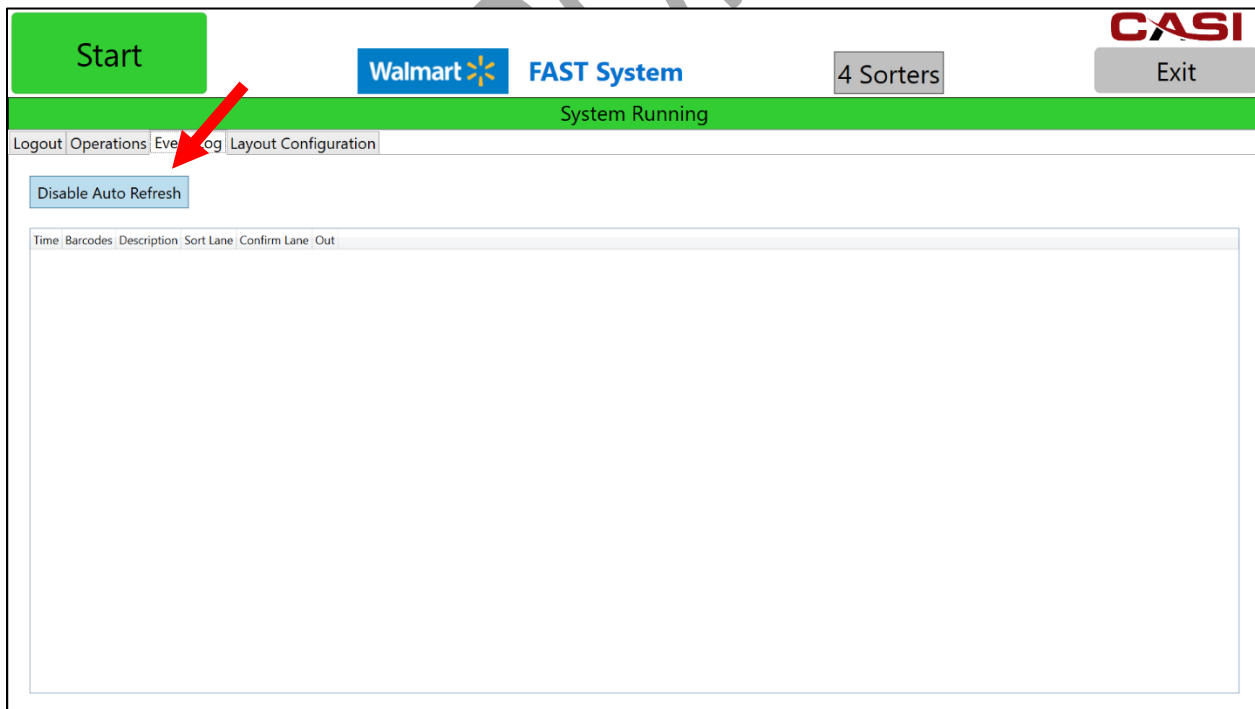 CASI
Start
Walmart FAST System 4 Sorters Exit
System Running
Logout Operations Layout Configuration
Disable Auto Refresh
Time Barcodes Description Sort Lane Confirm Lane Out